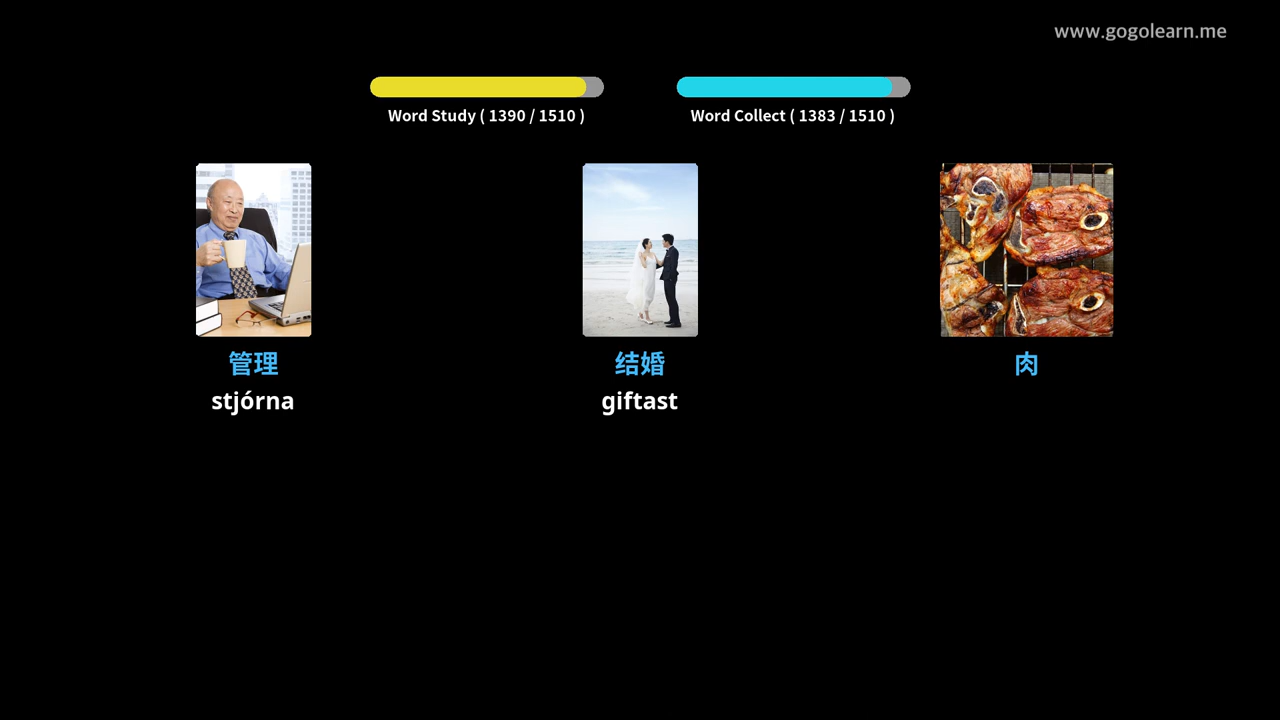 www.gogolearn.me
Word Study ( 1390 / 1510 )
Word Collect ( 1383 / 1510 )
管理
stjórna
结婚
giftast
肉